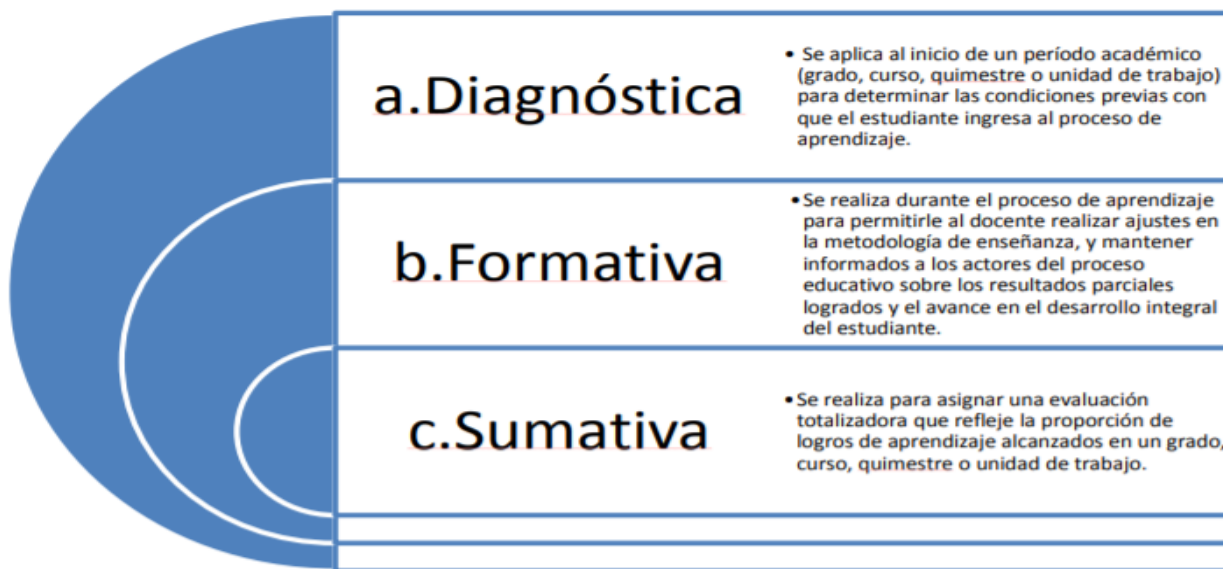 a.Diagnóstica
• Se aplica al inicio de un período académico
(grado, curso, quimestre o unidad de trabajo)
para determinar las condiciones previas con
que el estudiante ingresa al proceso de
aprendizaje.
b.Formativa
• Se realiza durante el proceso de aprendizaje
para permitirle al docente realizar ajustes en
la metodología de enseñanza, y mantener
informados a los actores del proceso
educativo sobre los resultados parciales
logrados y el avance en el desarrollo integral
del estudiante.
c.Sumativa
• Se realiza para asignar una evaluación
totalizadora que refleje la proporción de
logros de aprendizaje alcanzados en un grado,
curso, quimestre o unidad de trabajo.